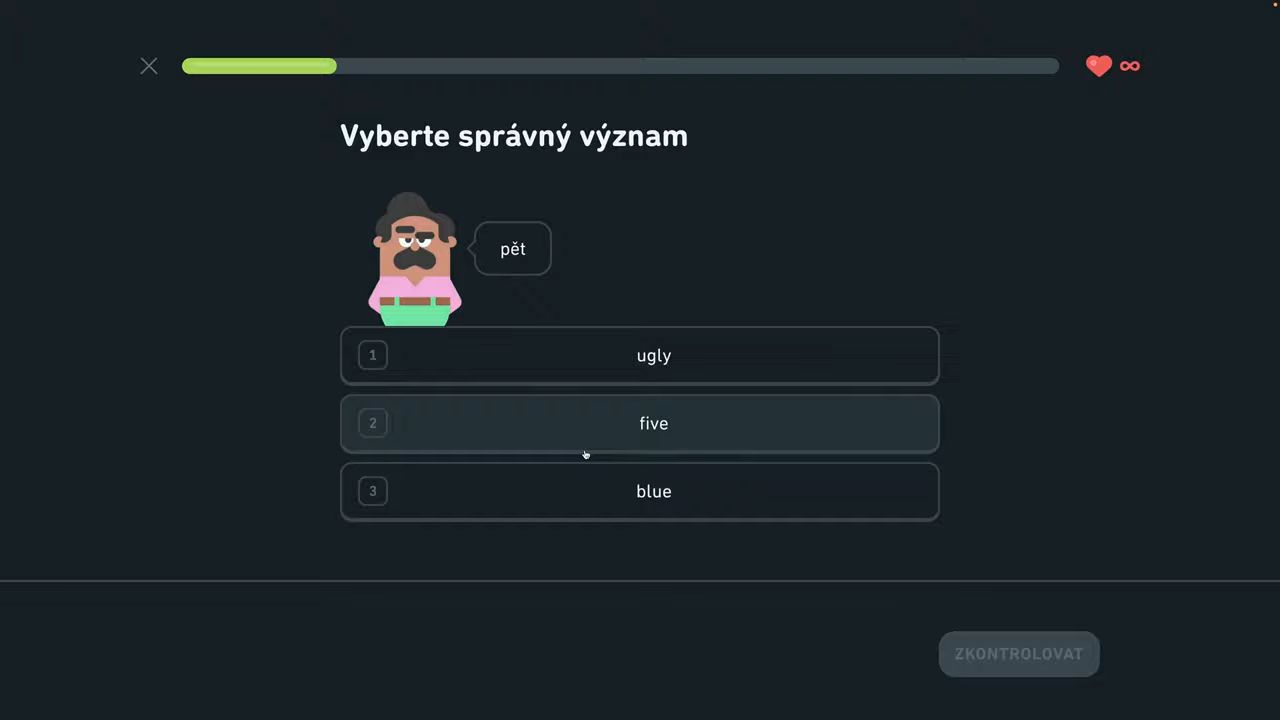 Vyberte správný význam
pět
1 ugly
2 five
3 blue
ZKONTROLOVAT